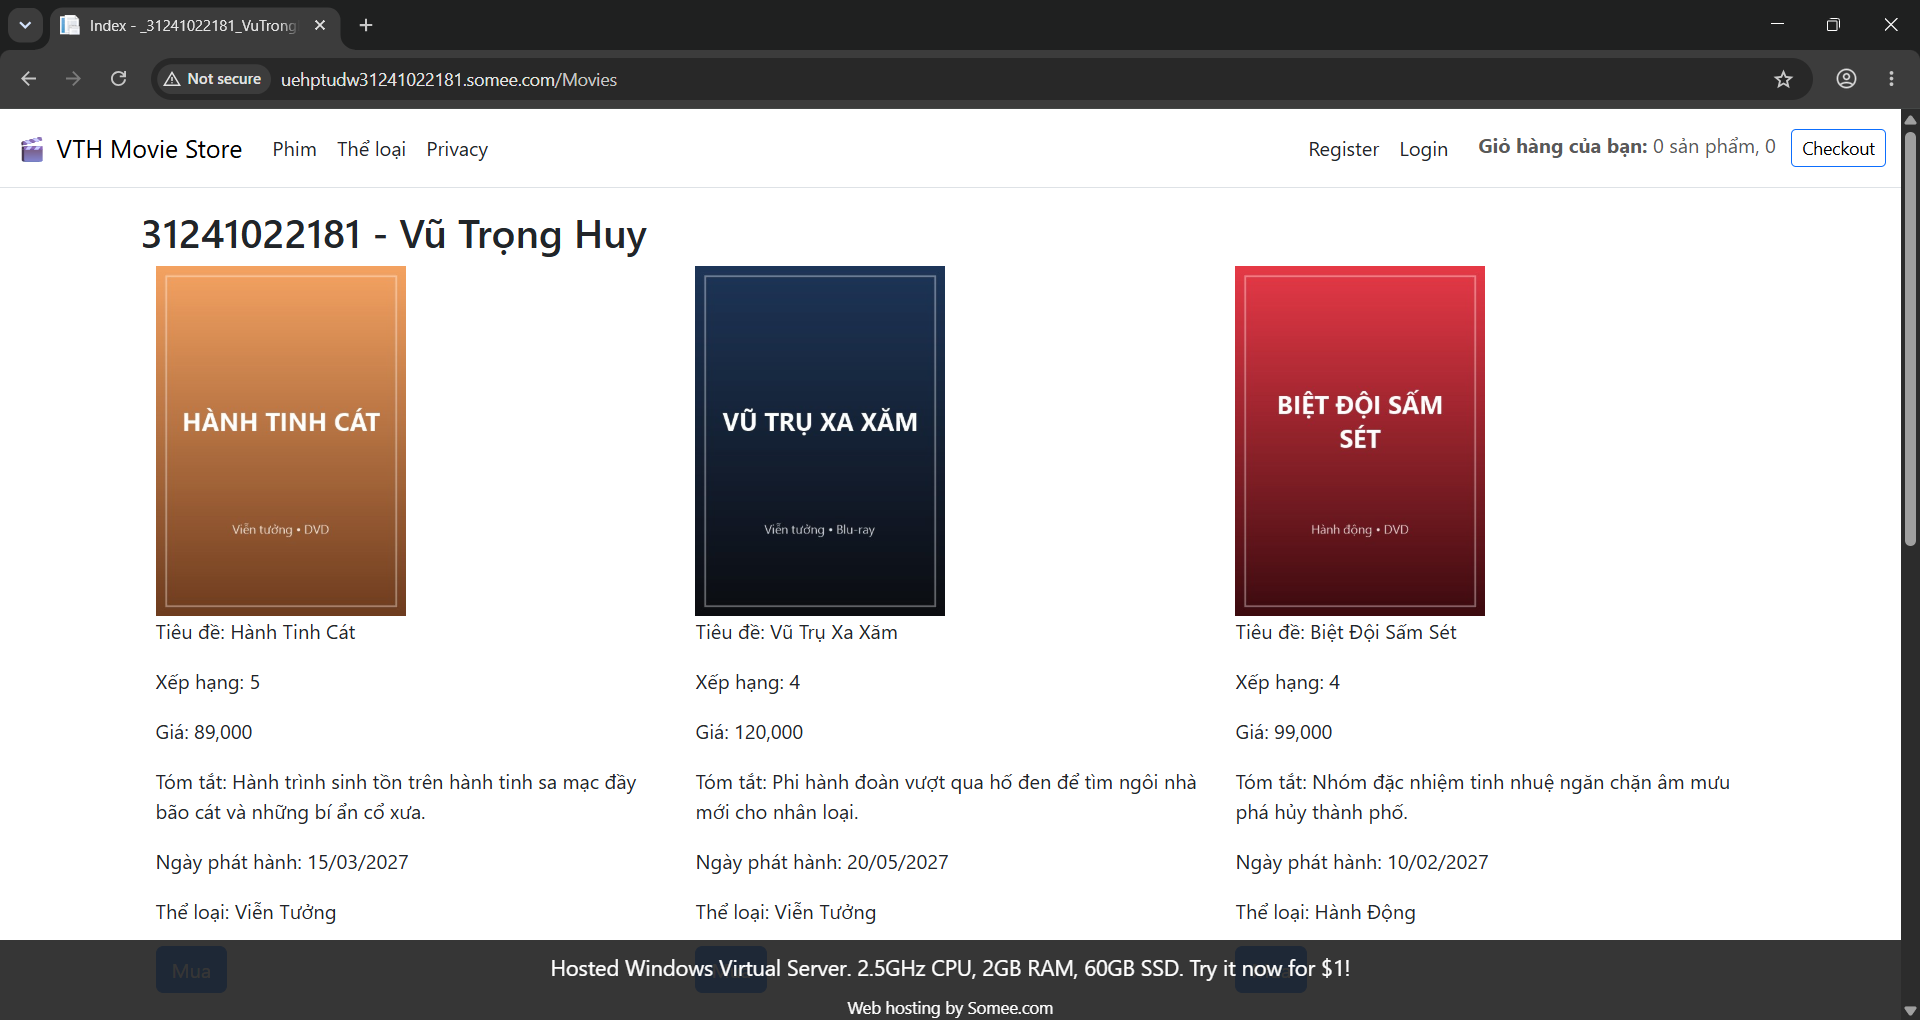 Index - _31241022181_VuTrong
Not secure
uehptudw31241022181.somee.com/Movies
VTH Movie Store
Phim
Thể loại
Privacy
Register
Login
Giỏ hàng của bạn: 0 sản phẩm, 0
Checkout
31241022181 - Vũ Trọng Huy
HÀNH TINH CÁT
Viễn tưởng • DVD
VŨ TRỤ XA XĂM
Viễn tưởng • Blu-ray
BIỆT ĐỘI SẤM
SÉT
Hành động • DVD
Tiêu đề: Hành Tinh Cát
Xếp hạng: 5
Giá: 89,000
Tóm tắt: Hành trình sinh tồn trên hành tinh sa mạc đầy
bão cát và những bí ẩn cổ xưa.
Ngày phát hành: 15/03/2027
Thể loại: Viễn Tưởng
Mua
Tiêu đề: Vũ Trụ Xa Xăm
Xếp hạng: 4
Giá: 120,000
Tóm tắt: Phi hành đoàn vượt qua hố đen để tìm ngôi nhà
mới cho nhân loại.
Ngày phát hành: 20/05/2027
Thể loại: Viễn Tưởng
Tiêu đề: Biệt Đội Sấm Sét
Xếp hạng: 4
Giá: 99,000
Tóm tắt: Nhóm đặc nhiệm tinh nhuệ ngăn chặn âm mưu
phá hủy thành phố.
Ngày phát hành: 10/02/2027
Thể loại: Hành Động
Hosted Windows Virtual Server. 2.5GHz CPU, 2GB RAM, 60GB SSD. Try it now for $1!
Web hosting by Somee.com